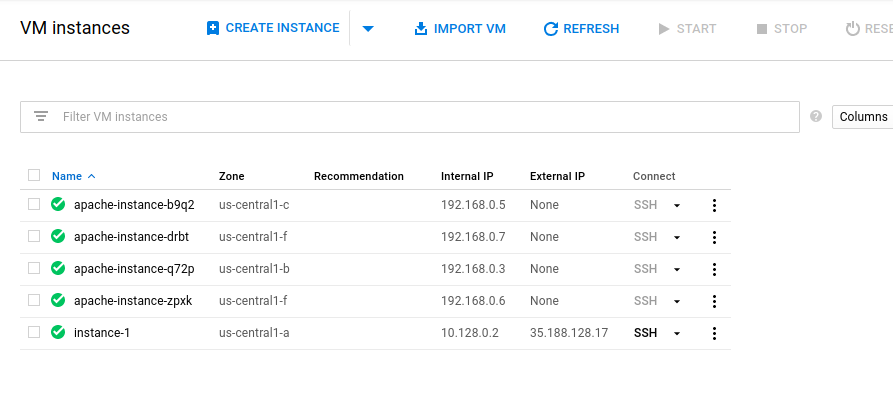 VM instances CREATE INSTANCE IMPORT VM REFRESH START STOP RESE
Filter VM instances ? Columns
Name Zone Recommendation Internal IP External IP Connect
apache-instance-b9q2 us-central1-c 192.168.0.5 None SSH
apache-instance-drbt us-central1-f 192.168.0.7 None SSH
apache-instance-q72p us-central1-b 192.168.0.3 None SSH
apache-instance-zpxk us-central1-f 192.168.0.6 None SSH
instance-1 us-central1-a 10.128.0.2 35.188.128.17 SSH